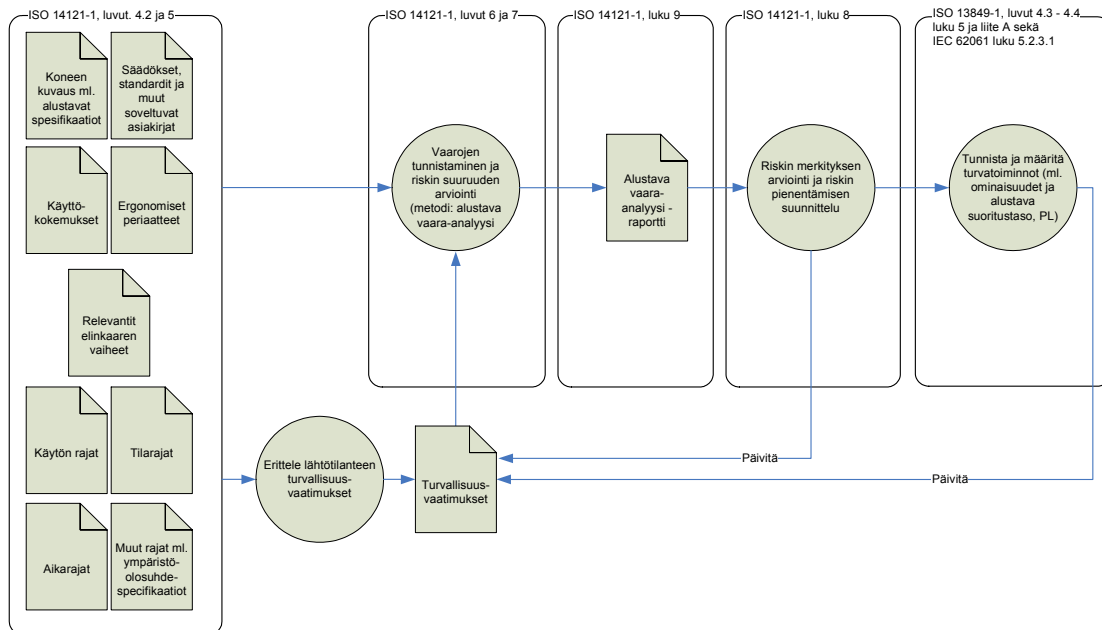 ISO 14121-1, luvut. 4.2 ja 5
Koneen
kuvaus ml.
alustavat
spesifikaatiot
Säädökset,
standardit ja
muut
soveltuvat
asiakirjat
Käyttö-
kokemukset
Ergonomiset
periaatteet
Relevantit
elinkaaren
vaiheet
Käytön rajat
Tilarajat
Aikarajat
Muut rajat ml.
ympäristö-
olosuhde-
spesifikaatiot
Erittele lähtötilanteen
turvallisuus-
vaatimukset
ISO 14121-1, luvut 6 ja 7
Vaarojen
tunnistaminen ja
riskin suuruuden
arviointi
(metodi: alustava
vaara-analyysi
Turvallisuus-
vaatimukset
ISO 14121-1, luku 9
Alustava
vaara-
analyysi -
raportti
ISO 14121-1, luku 8
Riskin merkityksen
arviointi ja riskin
pienentämisen
suunnittelu
Päivitä
ISO 13849-1, luvut 4.3 - 4.4
luku 5 ja liite A sekä
IEC 62061 luku 5.2.3.1
Tunnista ja määritä
turvatoiminnot (ml.
ominaisuudet ja
alustava
suoritustaso, PL)
Päivitä